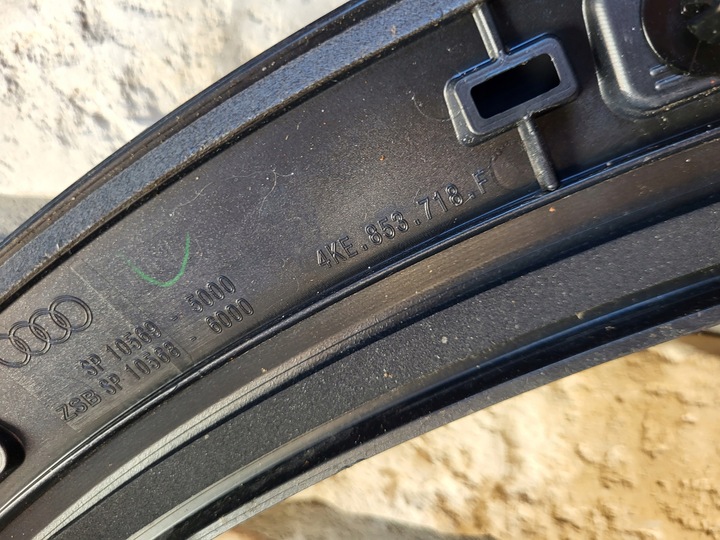 4KE.853.718.F
SP 10569 - 5000
ZSB SP 10568 - 6000